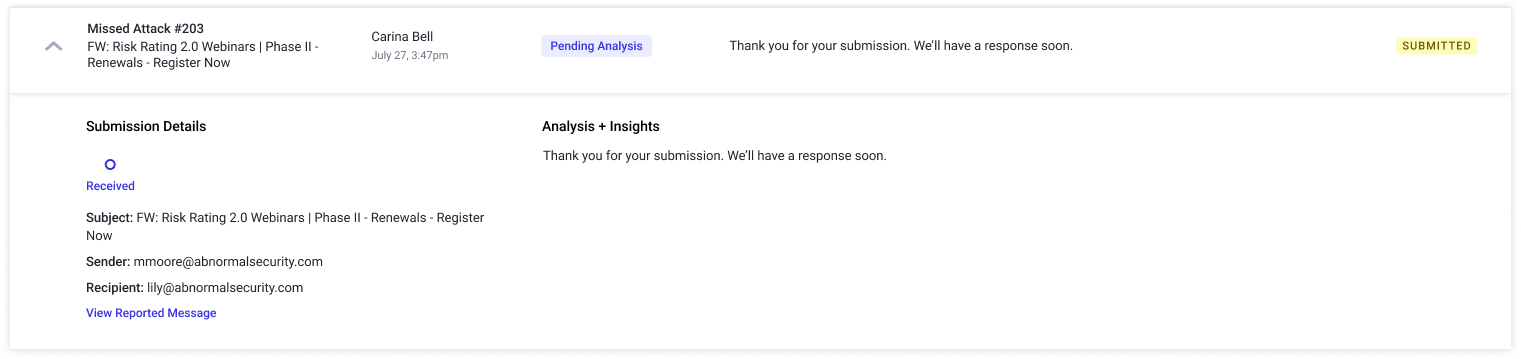 Missed Attack #203
FW: Risk Rating 2.0 Webinars | Phase II -
Renewals - Register Now
Carina Bell
July 27, 3:47pm
Pending Analysis
Thank you for your submission. We’ll have a response soon.
SUBMITTED
Submission Details
Received
Subject: FW: Risk Rating 2.0 Webinars | Phase II - Renewals - Register
Now
Sender: mmoore@abnormalsecurity.com
Recipient: lily@abnormalsecurity.com
View Reported Message
Analysis + Insights
Thank you for your submission. We’ll have a response soon.